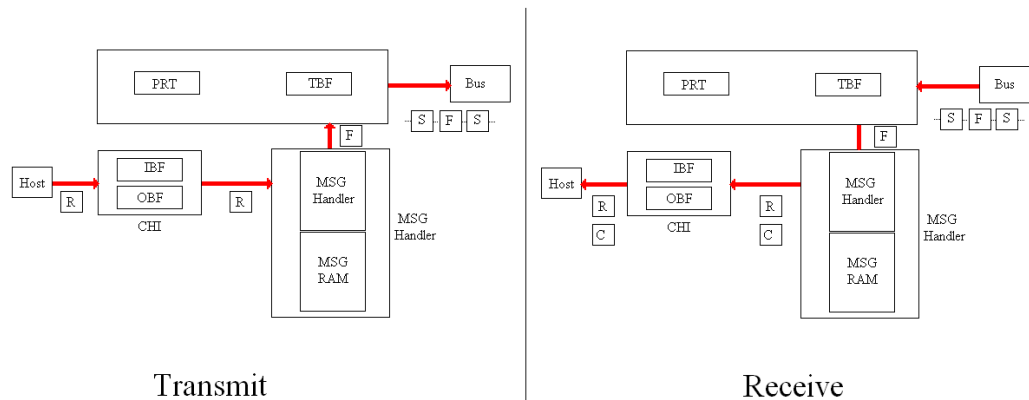 PRT
TBF
Bus
S F S
F
IBF
Host
MSG
Handler
R
OBF
R
CHI
MSG
Handler
MSG
RAM
Transmit
PRT
TBF
Bus
S F S
F
IBF
Host
MSG
Handler
R
OBF
R
C
CHI
C
MSG
Handler
MSG
RAM
Receive